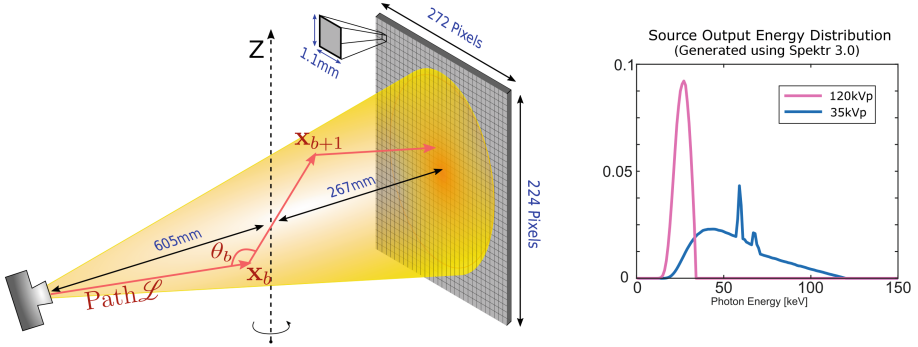 Z
1.1mm
272 Pixels
224 Pixels
x_{b+1}
267mm
605mm
θ_b
x_b
Path ℒ
Source Output Energy Distribution
(Generated using Spektr 3.0)
0.1
0.05
0
120kVp
35kVp
0
50
100
150
Photon Energy [keV]